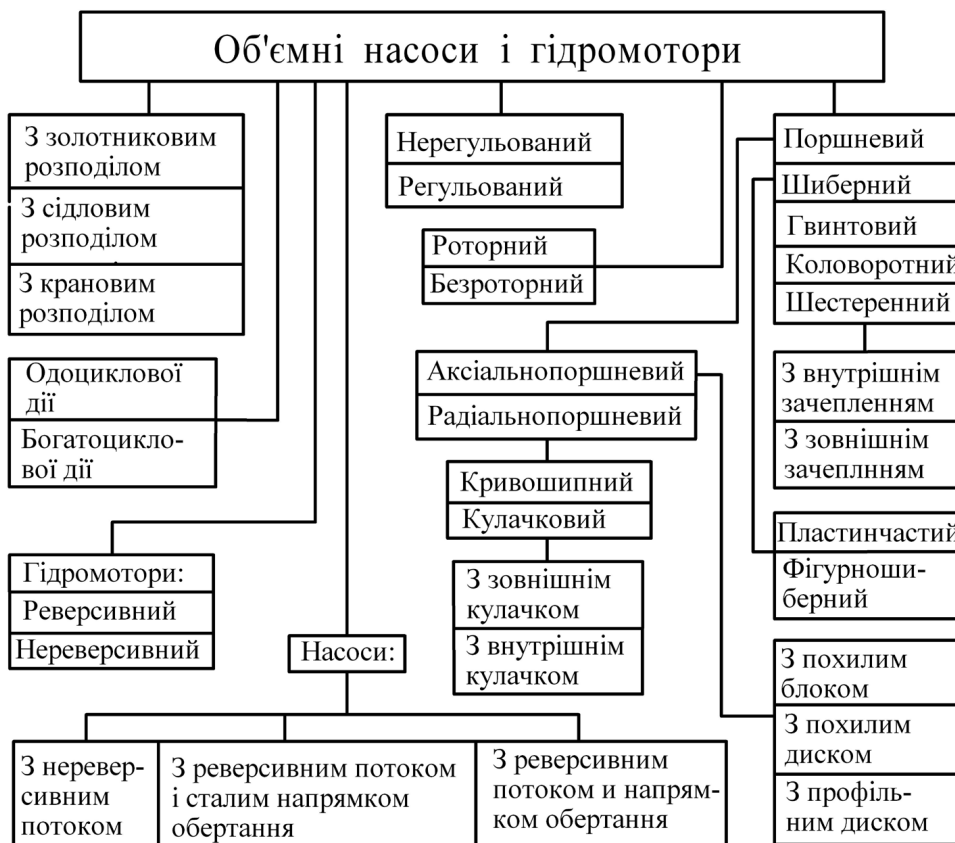 Об'ємні насоси і гідромотори
З золотниковим
розподілом
З сідловим
розподілом
З крановим
розподілом
Нерегульований
Регульований
Поршневий
Шиберний
Гвинтовий
Коловоротний
Шестеренний
Роторний
Безроторний
Одоциклової
дії
Богатоцикло-
вої дії
Аксіальнопоршневий
Радіальнопоршневий
З внутрішнім
зачепленням
З зовнішнім
зачеплнням
Кривошипний
Кулачковий
Пластинчастий
Фігурноши-
берний
Гідромотори:
Реверсивний
Нереверсивний
З зовнішнім
кулачком
З внутрішнім
кулачком
Насоси:
З похилим
блоком
З похилим
диском
З профіль-
ним диском
З неревер-
сивним
потоком
З реверсивним потоком
і сталим напрямком
обертання
З реверсивним
потоком и напрям-
ком обертання